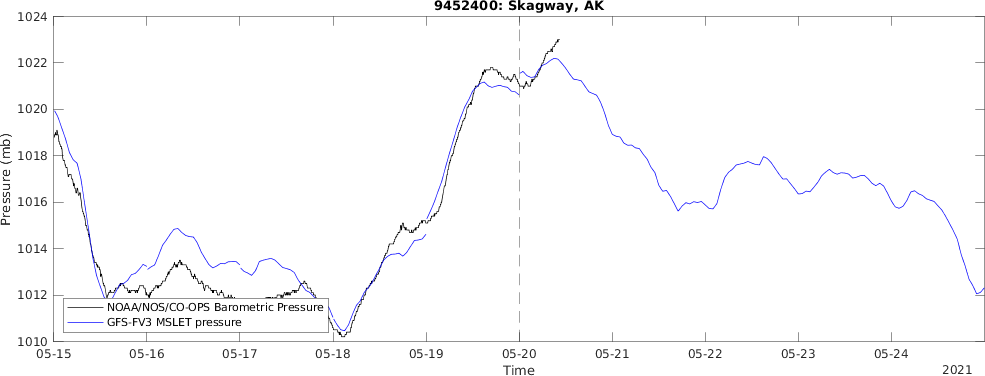 9452400: Skagway, AK
1024
1022
1020
1018
1016
1014
1012
1010
Pressure (mb)
NOAA/NOS/CO-OPS Barometric Pressure
GFS-FV3 MSLET pressure
05-15 05-16 05-17 05-18 05-19 05-20 05-21 05-22 05-23 05-24
Time
2021